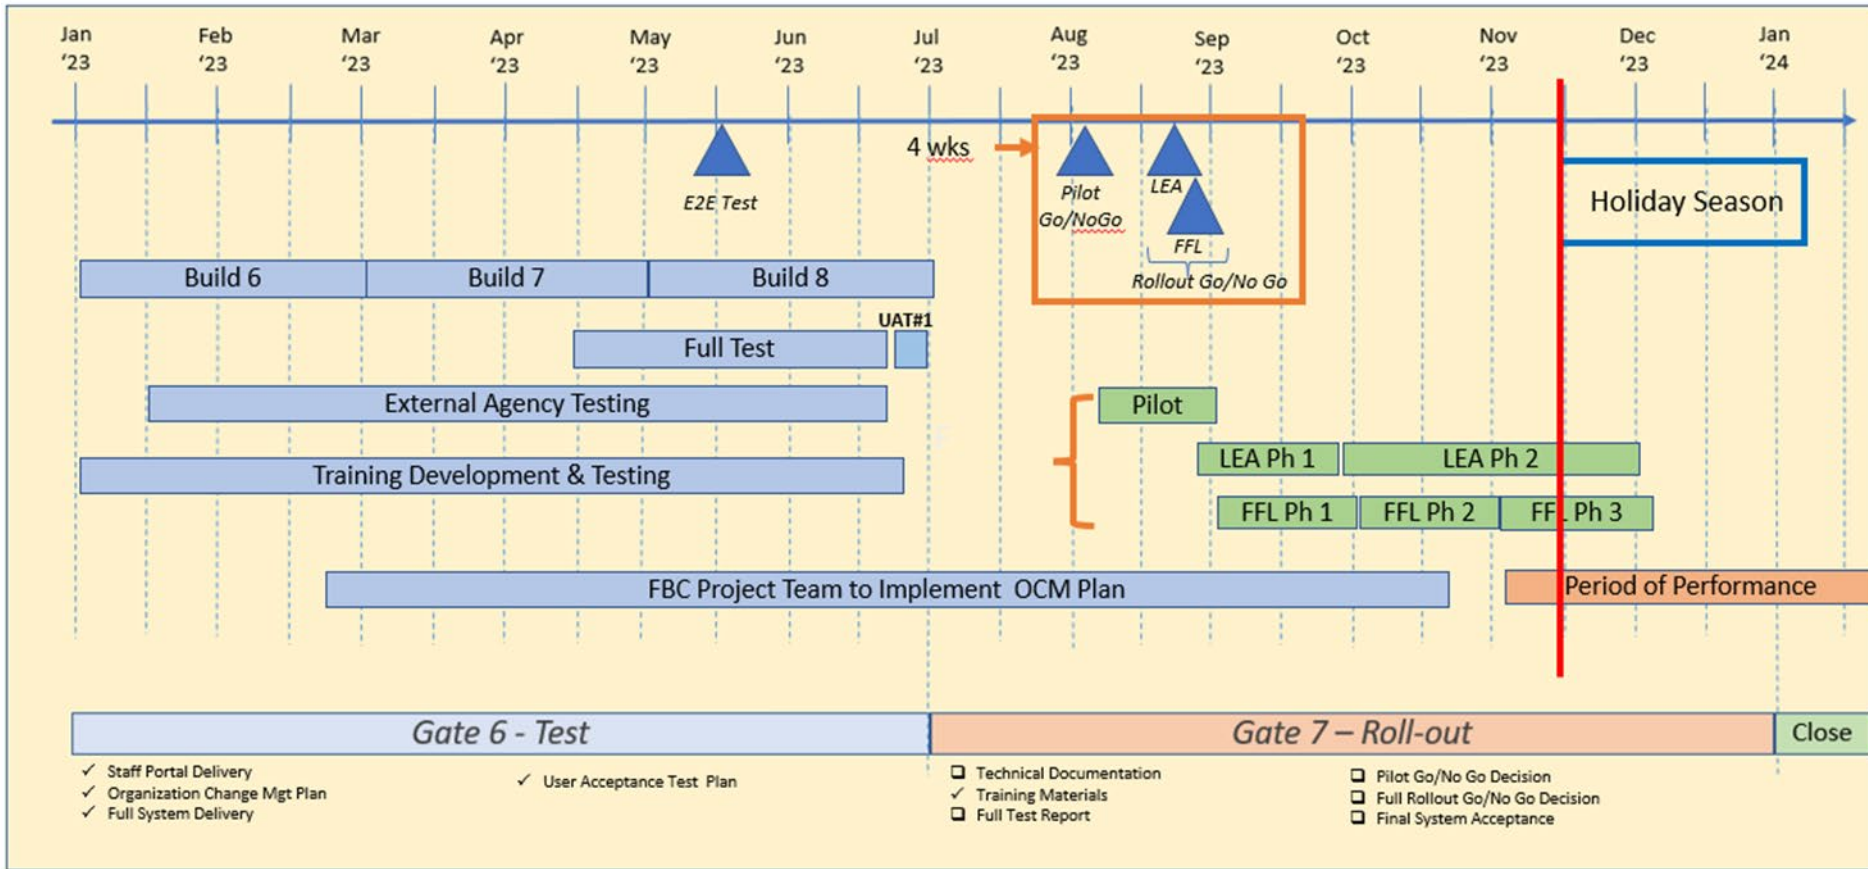 Jan Feb Mar Apr May Jun Jul Aug Sep Oct Nov Dec Jan
‘23 ‘23 ‘23 ‘23 ‘23 ‘23 ‘23 ‘23 ‘23 ‘23 ‘23 ‘23 ‘24
4 wks
E2E Test
Pilot
Go/NoGo
LEA
FFL
Rollout Go/No Go
Holiday Season
Build 6
Build 7
Build 8
UAT#1
Full Test
External Agency Testing
Pilot
Training Development & Testing
LEA Ph 1
LEA Ph 2
FFL Ph 1
FFL Ph 2
FFL Ph 3
FBC Project Team to Implement OCM Plan
Period of Performance
Gate 6 - Test
Gate 7 – Roll-out
Close
✓ Staff Portal Delivery
✓ Organization Change Mgt Plan
✓ Full System Delivery
✓ User Acceptance Test Plan
❑ Technical Documentation
✓ Training Materials
❑ Full Test Report
❑ Pilot Go/No Go Decision
❑ Full Rollout Go/No Go Decision
❑ Final System Acceptance